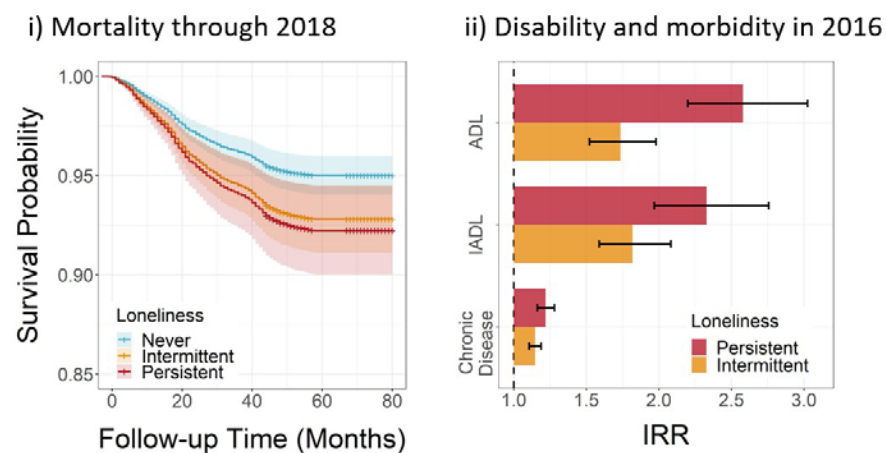 i) Mortality through 2018
1.00
0.95
0.90
0.85
Survival Probability
Loneliness
Never
Intermittent
Persistent
0 20 40 60 80
Follow-up Time (Months)
ii) Disability and morbidity in 2016
ADL
IADL
Chronic
Disease
Loneliness
Persistent
Intermittent
1.0 1.5 2.0 2.5 3.0
IRR